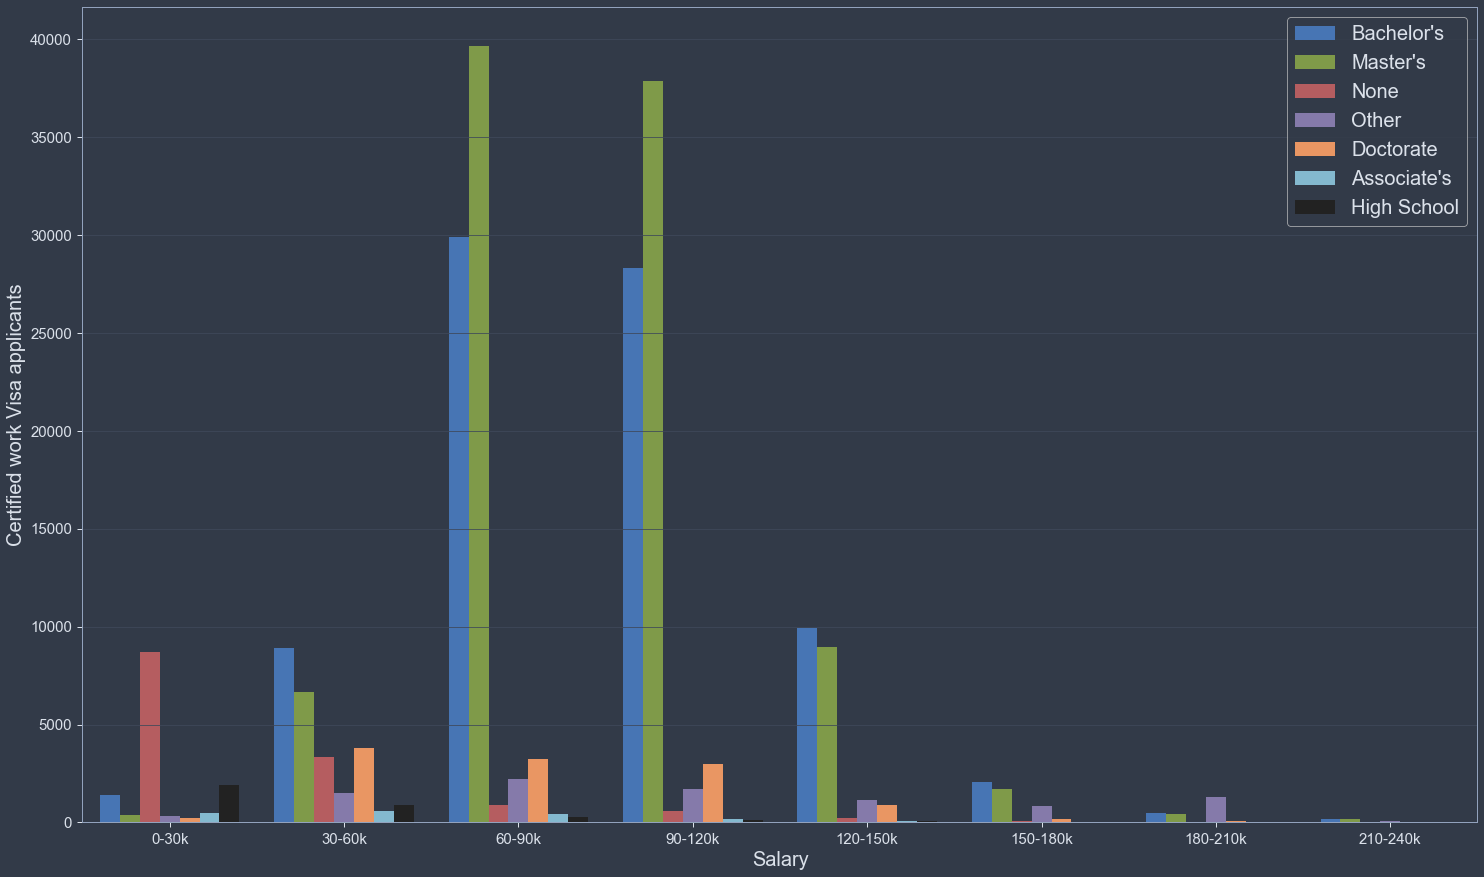 40000
35000
30000
25000
20000
15000
10000
5000
0
Certified work Visa applicants
Bachelor's
Master's
None
Other
Doctorate
Associate's
High School
0-30k
30-60k
60-90k
90-120k
120-150k
150-180k
180-210k
210-240k
Salary